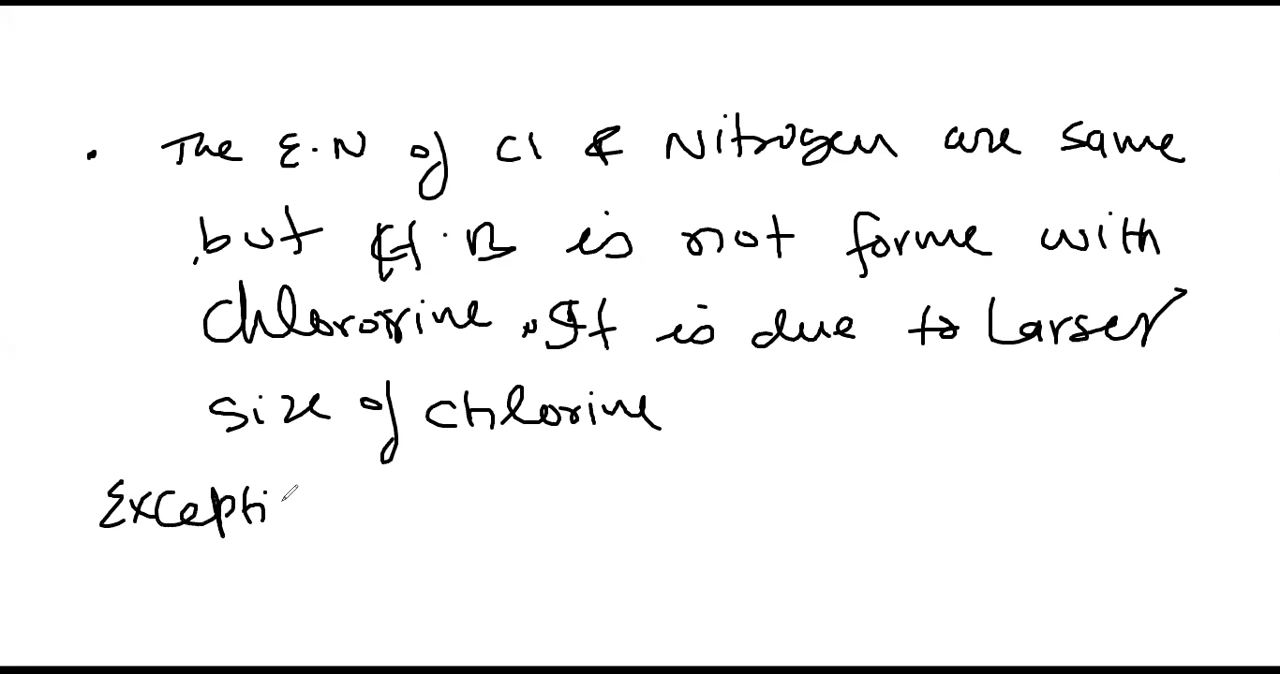 . The E.N of Cl & Nitrogen are same
but H.B is not forme with
chlororine. It is due to Larser
size of chlorine
Excepti